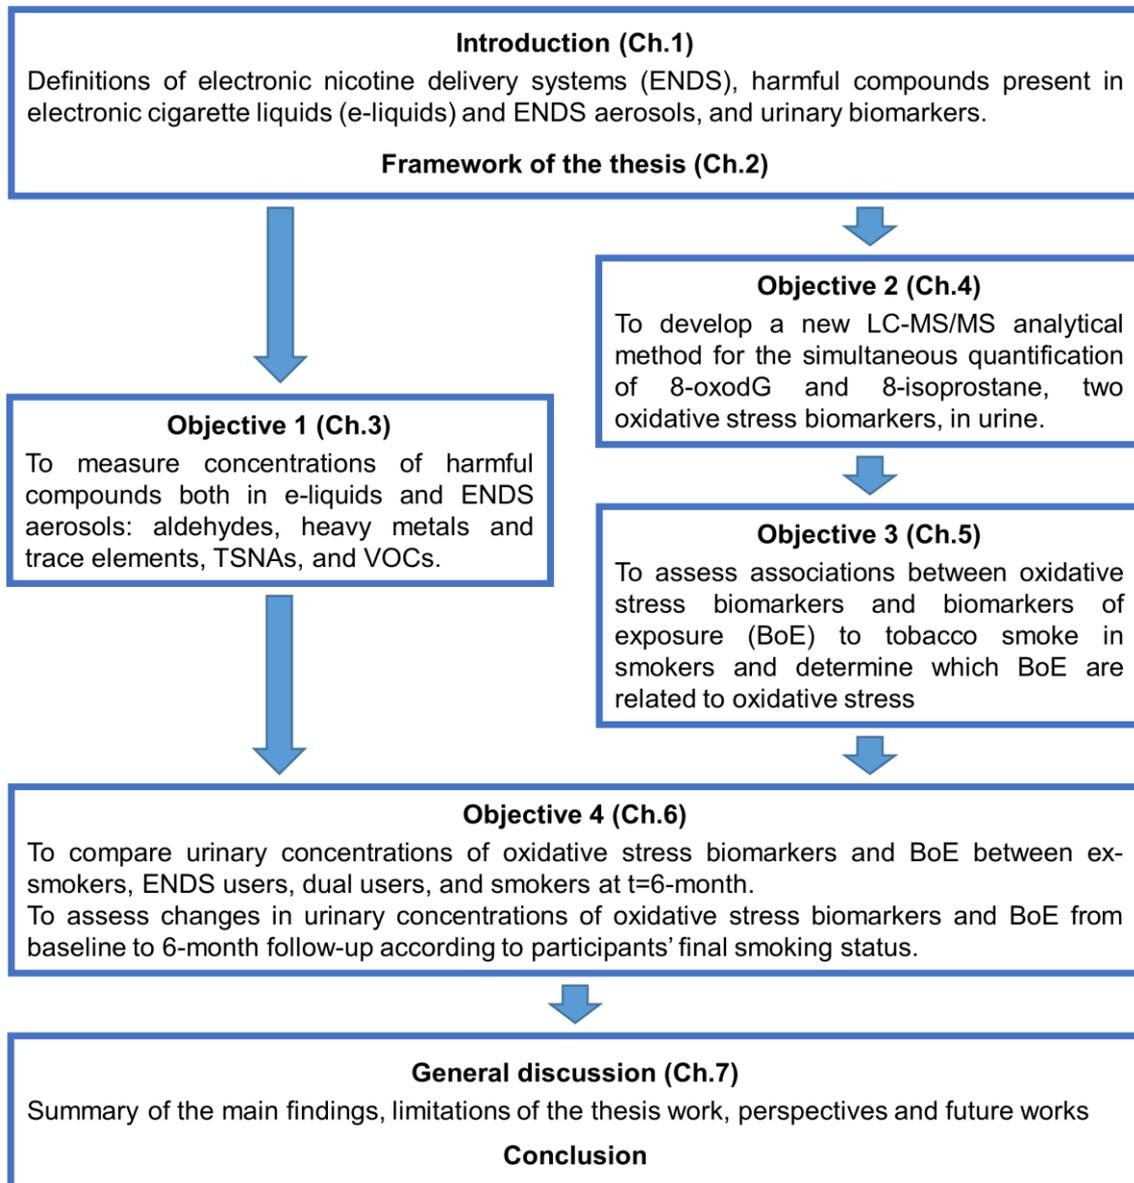 Introduction (Ch.1)
Definitions of electronic nicotine delivery systems (ENDS), harmful compounds present in
electronic cigarette liquids (e-liquids) and ENDS aerosols, and urinary biomarkers.
Framework of the thesis (Ch.2)
Objective 1 (Ch.3)
To measure concentrations of harmful
compounds both in e-liquids and ENDS
aerosols: aldehydes, heavy metals and
trace elements, TSNAs, and VOCs.
Objective 2 (Ch.4)
To develop a new LC-MS/MS analytical
method for the simultaneous quantification
of 8-oxodG and 8-isoprostane, two
oxidative stress biomarkers, in urine.
Objective 3 (Ch.5)
To assess associations between oxidative
stress biomarkers and biomarkers of
exposure (BoE) to tobacco smoke in
smokers and determine which BoE are
related to oxidative stress
Objective 4 (Ch.6)
To compare urinary concentrations of oxidative stress biomarkers and BoE between ex-
smokers, ENDS users, dual users, and smokers at t=6-month.
To assess changes in urinary concentrations of oxidative stress biomarkers and BoE from
baseline to 6-month follow-up according to participants’ final smoking status.
General discussion (Ch.7)
Summary of the main findings, limitations of the thesis work, perspectives and future works
Conclusion